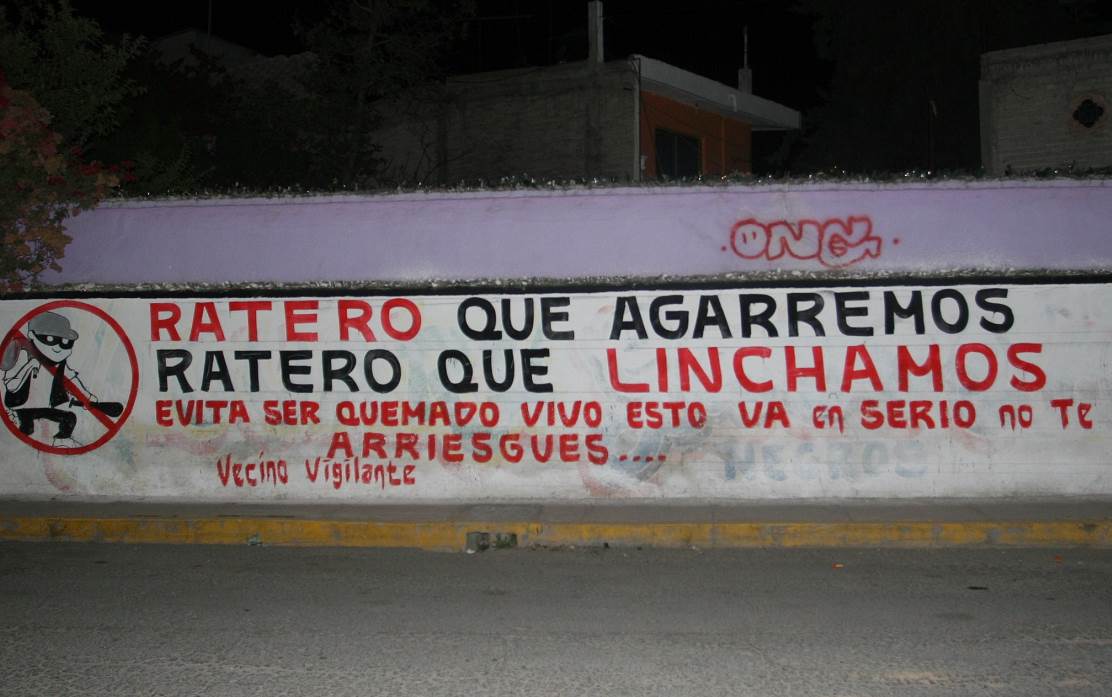 ONE
RATERO QUE AGARREMOS
RATERO QUE LINCHAMOS
EVITA SER QUEMADO VIVO ESTO VA en SERIO no Te
ARRIESGUES....
Vecino Vigilante